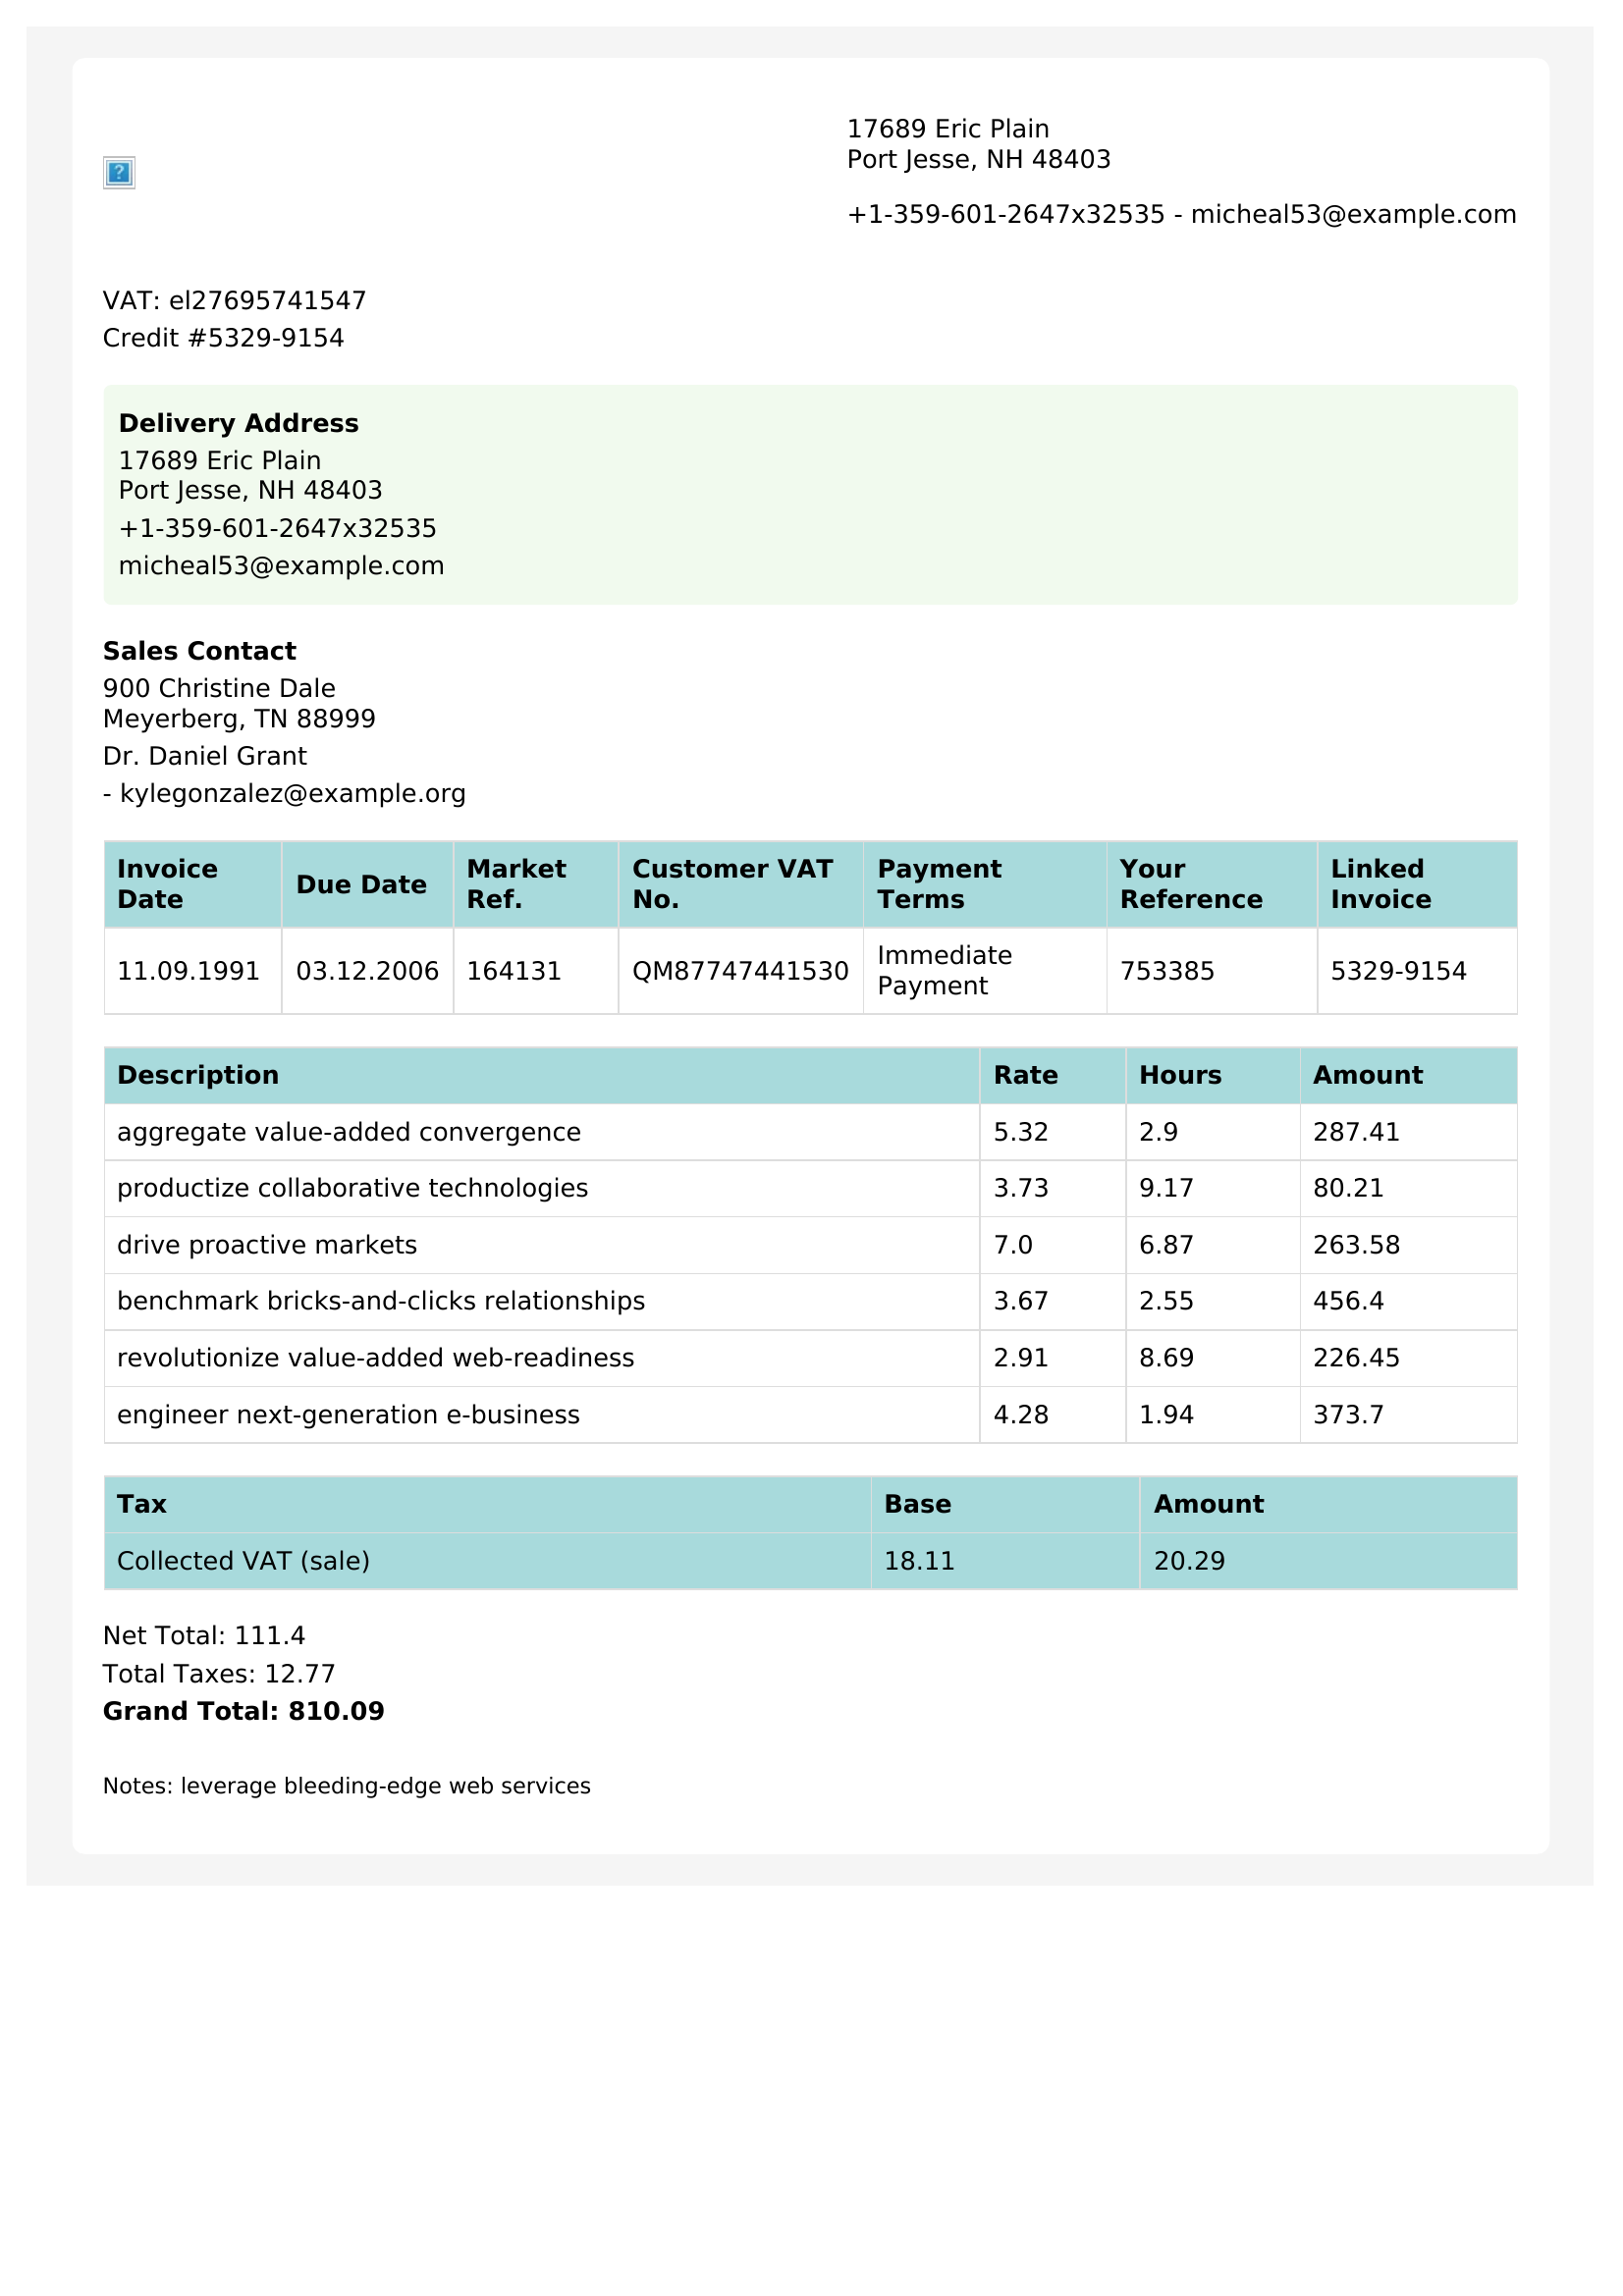 17689 Eric Plain
Port Jesse, NH 48403
+1-359-601-2647x32535 - micheal53@example.com
VAT: el27695741547
Credit #5329-9154
Delivery Address
17689 Eric Plain
Port Jesse, NH 48403
+1-359-601-2647x32535
micheal53@example.com
Sales Contact
900 Christine Dale
Meyerberg, TN 88999
Dr. Daniel Grant
- kylegonzalez@example.org
Invoice Date Due Date Market Ref. Customer VAT No. Payment Terms Your Reference Linked Invoice
11.09.1991 03.12.2006 164131 QM87747441530 Immediate Payment 753385 5329-9154
Description Rate Hours Amount
aggregate value-added convergence 5.32 2.9 287.41
productize collaborative technologies 3.73 9.17 80.21
drive proactive markets 7.0 6.87 263.58
benchmark bricks-and-clicks relationships 3.67 2.55 456.4
revolutionize value-added web-readiness 2.91 8.69 226.45
engineer next-generation e-business 4.28 1.94 373.7
Tax Base Amount
Collected VAT (sale) 18.11 20.29
Net Total: 111.4
Total Taxes: 12.77
Grand Total: 810.09
Notes: leverage bleeding-edge web services